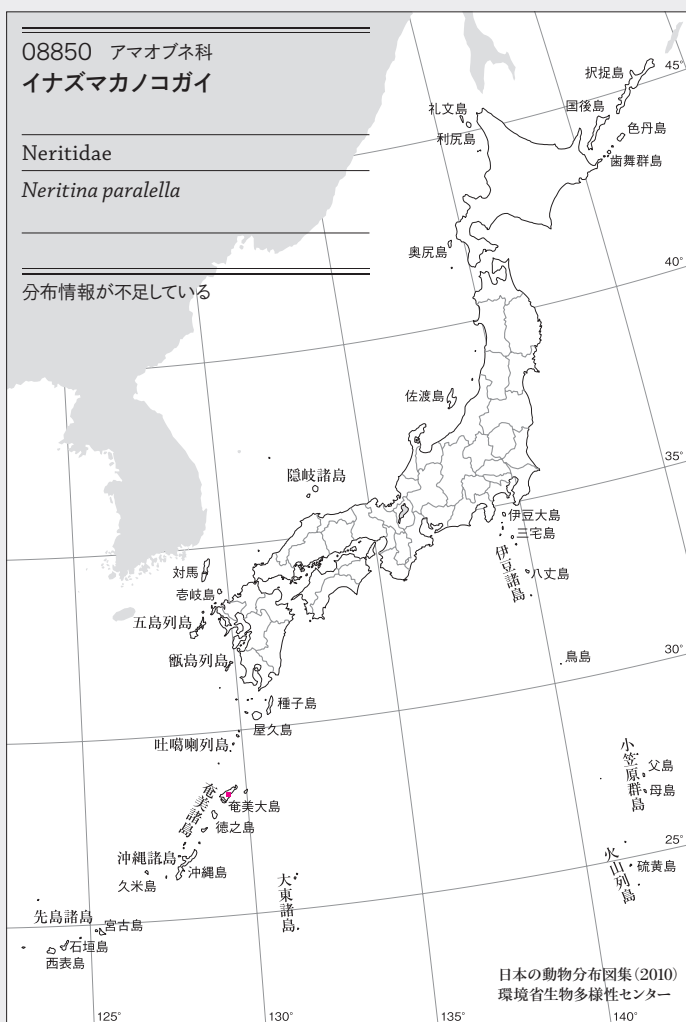 08850 アマオブネ科
イナズマカノコガイ
Neritidae
Neritina paralella
分布情報が不足している
択捉島
45°
国後島
礼文島
色丹島
利尻島
歯舞群島
奥尻島
40°
佐渡島
35°
隠岐諸島
伊豆大島
三宅島
伊豆諸島
八丈島
対馬
壱岐島
五島列島
甑島列島
鳥島
30°
種子島
屋久島
吐噶喇列島
小笠原群島
父島
母島
奄美諸島
奄美大島
徳之島
25°
沖縄諸島
沖縄島
久米島
火山列島
硫黄島
大東諸島
先島諸島
宮古島
石垣島
西表島
日本の動物分布図集(2010)
環境省生物多様性センター
125°
130°
135°
140°